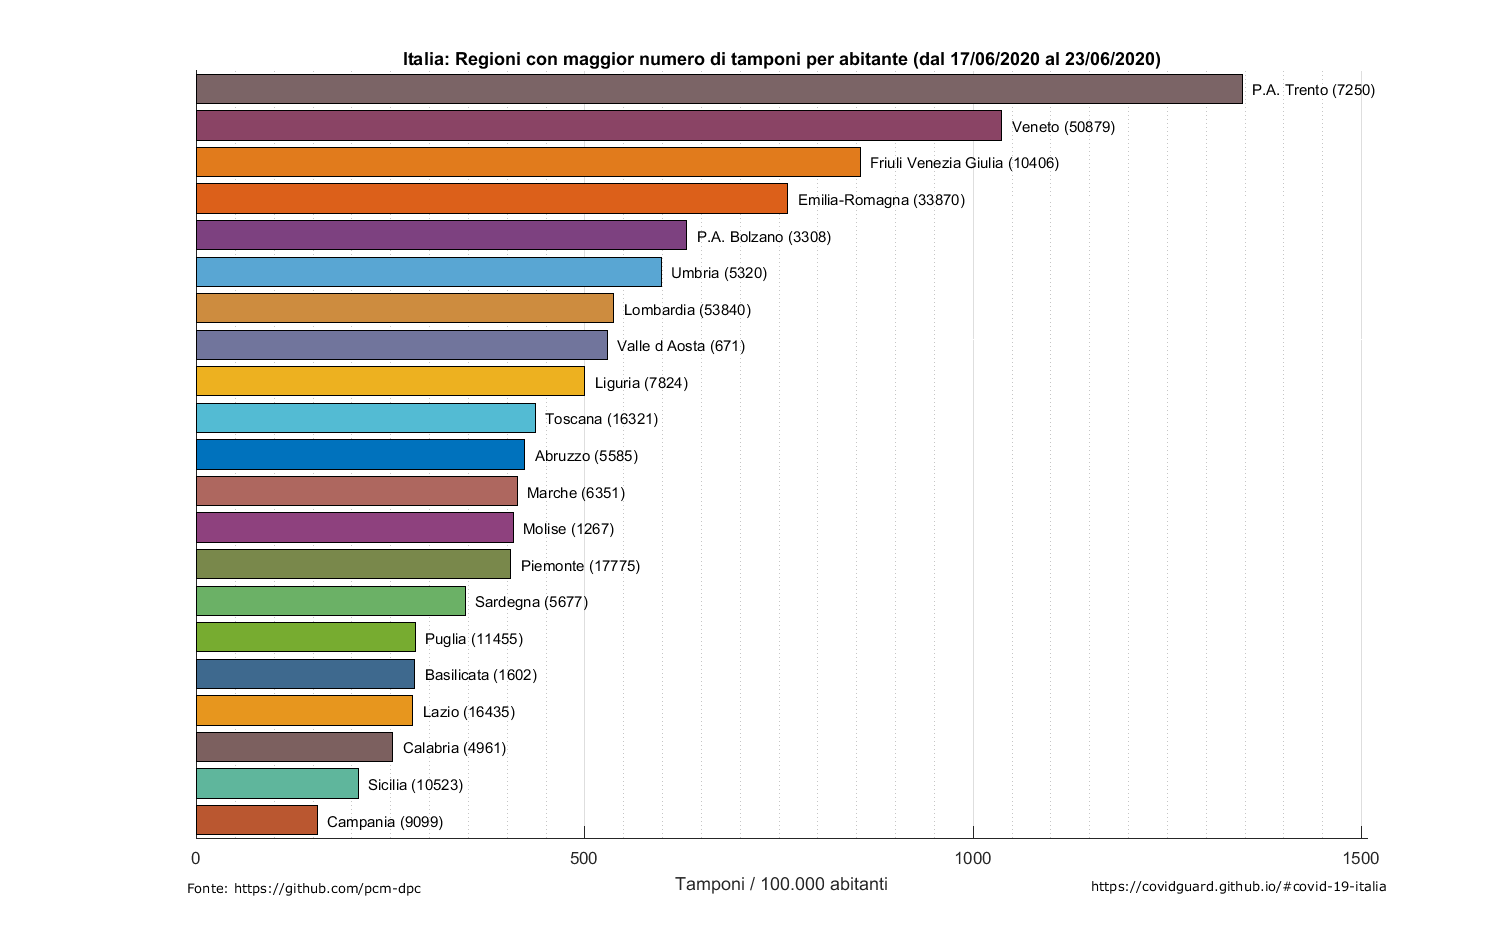 Italia: Regioni con maggior numero di tamponi per abitante (dal 17/06/2020 al 23/06/2020)
P.A. Trento (7250)
Veneto (50879)
Friuli Venezia Giulia (10406)
Emilia-Romagna (33870)
P.A. Bolzano (3308)
Umbria (5320)
Lombardia (53840)
Valle d Aosta (671)
Liguria (7824)
Toscana (16321)
Abruzzo (5585)
Marche (6351)
Molise (1267)
Piemonte (17775)
Sardegna (5677)
Puglia (11455)
Basilicata (1602)
Lazio (16435)
Calabria (4961)
Sicilia (10523)
Campania (9099)
0 500 1000 1500
Tamponi / 100.000 abitanti
Fonte: https://github.com/pcm-dpc
https://covidguard.github.io/#covid-19-italia